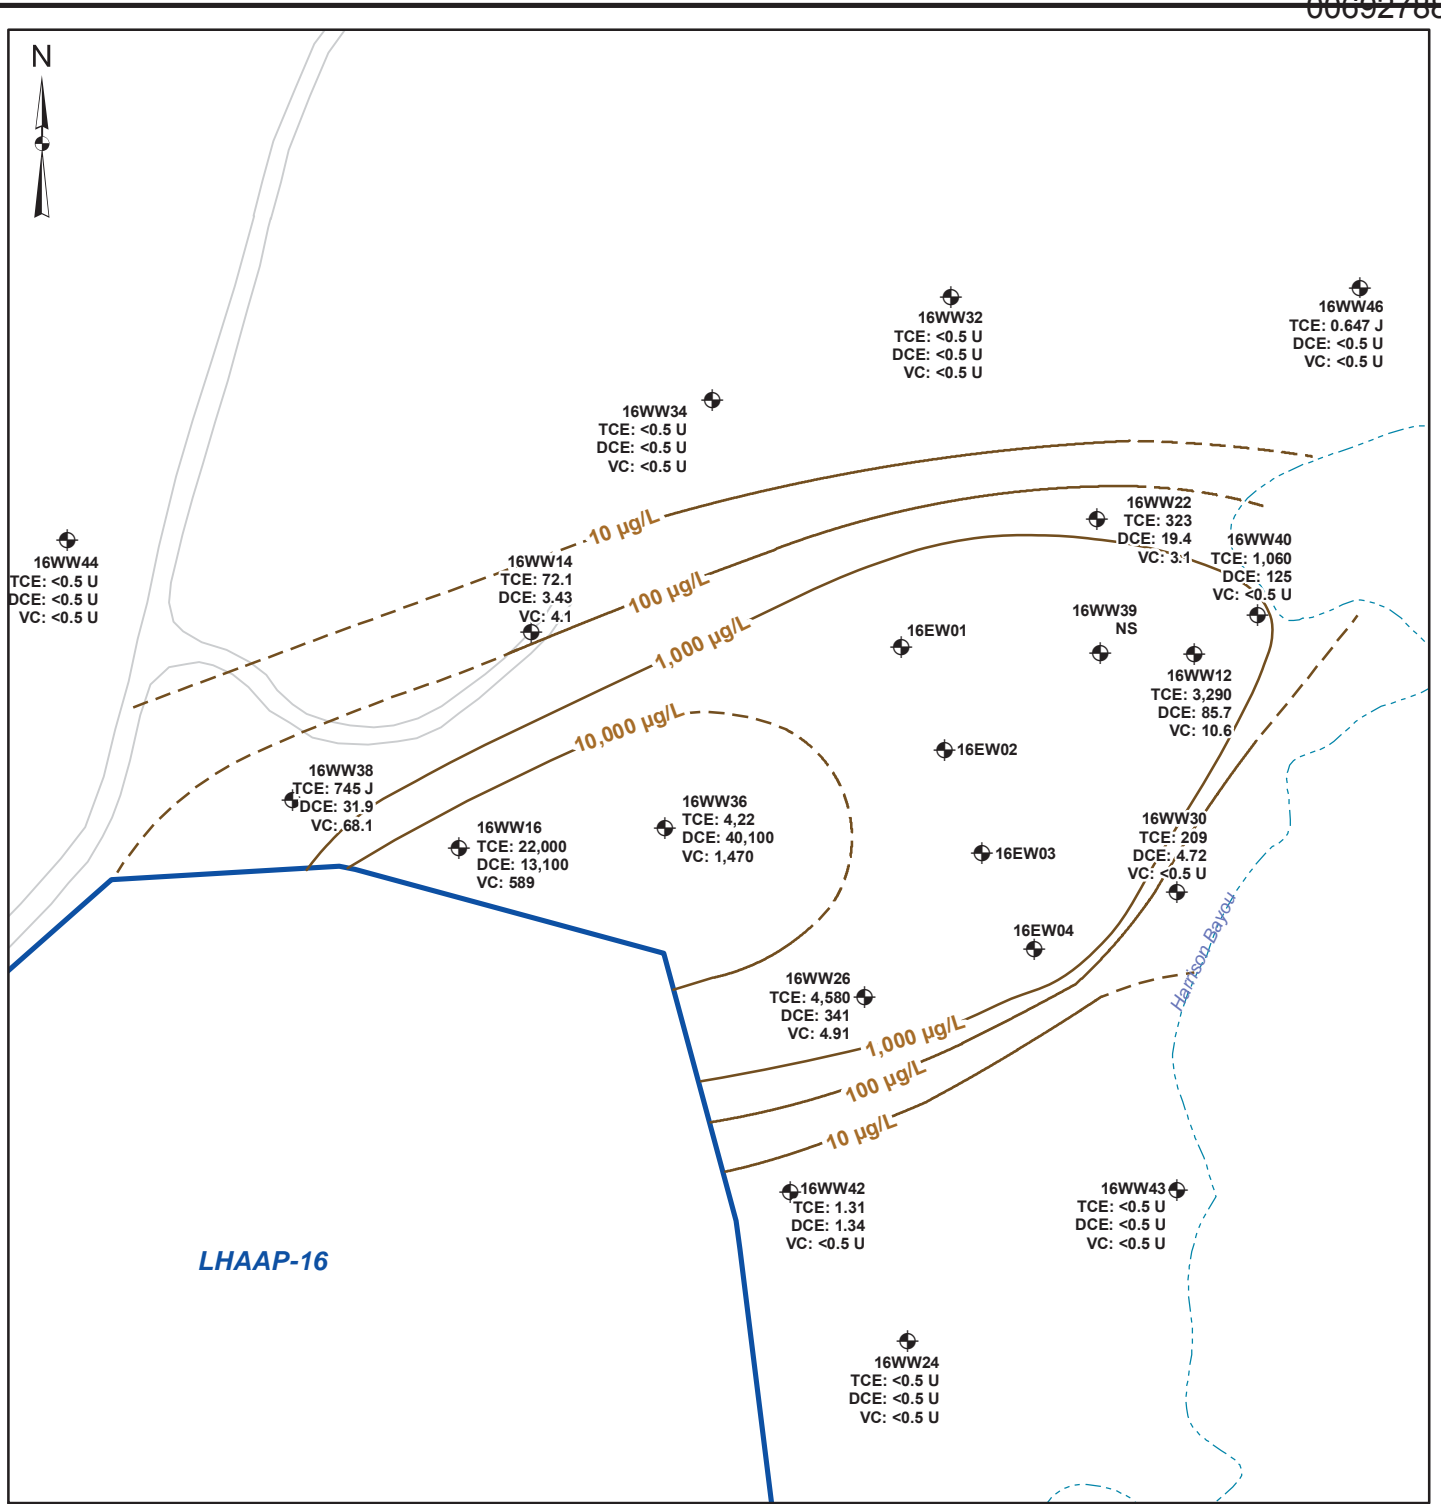 00692788
N
16WW32
TCE: <0.5 U
DCE: <0.5 U
VC: <0.5 U
16WW46
TCE: 0.647 J
DCE: <0.5 U
VC: <0.5 U
16WW34
TCE: <0.5 U
DCE: <0.5 U
VC: <0.5 U
16WW44
TCE: <0.5 U
DCE: <0.5 U
VC: <0.5 U
16WW14
TCE: 72.1
DCE: 3.43
VC: 4.1
10 µg/L
100 µg/L
1,000 µg/L
10,000 µg/L
16WW22
TCE: 323
DCE: 19.4
VC: 3.1
16WW40
TCE: 1,060
DCE: 125
VC: <0.5 U
16EW01
16WW39
NS
16WW12
TCE: 3,290
DCE: 85.7
VC: 10.6
16EW02
16WW38
TCE: 745 J
DCE: 31.9
VC: 68.1
16WW16
TCE: 22,000
DCE: 13,100
VC: 589
16WW36
TCE: 4,22
DCE: 40,100
VC: 1,470
16EW03
16WW30
TCE: 209
DCE: 4.72
VC: <0.5 U
16EW04
Harrison Bayou
16WW26
TCE: 4,580
DCE: 341
VC: 4.91
1,000 µg/L
100 µg/L
10 µg/L
16WW42
TCE: 1.31
DCE: 1.34
VC: <0.5 U
16WW43
TCE: <0.5 U
DCE: <0.5 U
VC: <0.5 U
LHAAP-16
16WW24
TCE: <0.5 U
DCE: <0.5 U
VC: <0.5 U